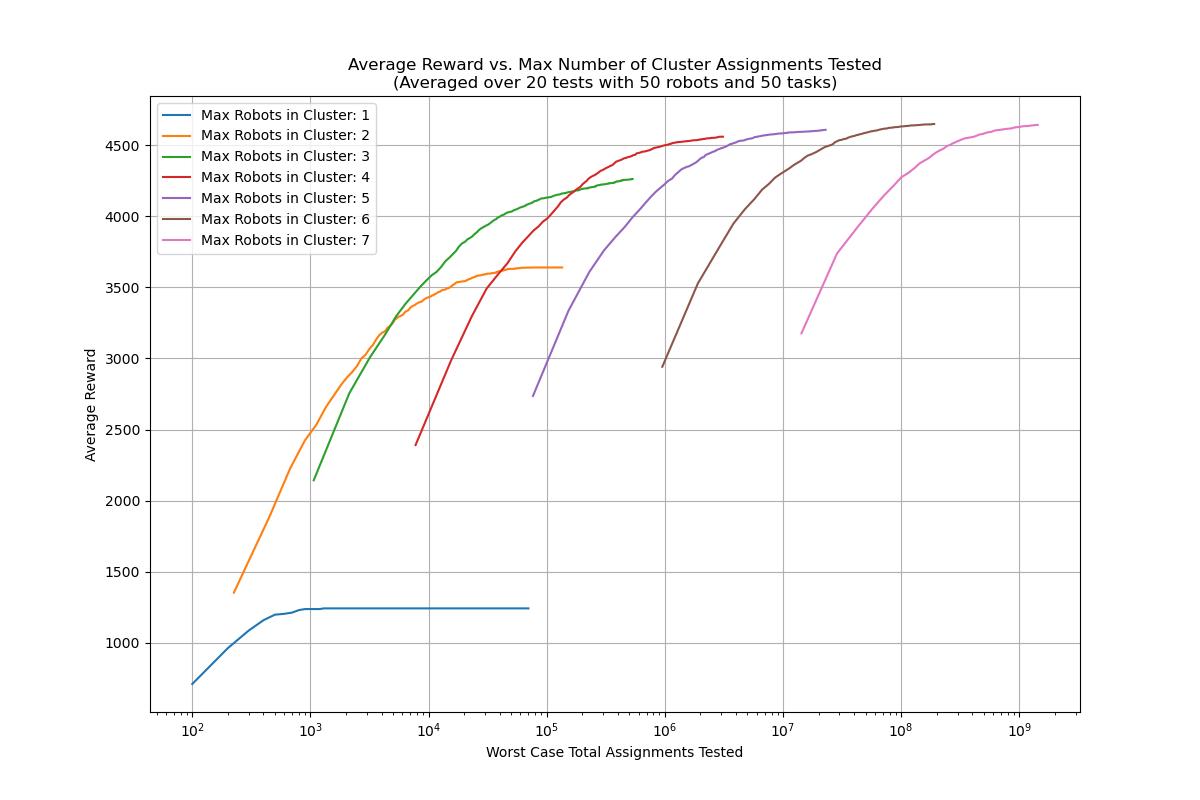 Average Reward vs. Max Number of Cluster Assignments Tested
(Averaged over 20 tests with 50 robots and 50 tasks)
Max Robots in Cluster: 1
Max Robots in Cluster: 2
Max Robots in Cluster: 3
Max Robots in Cluster: 4
Max Robots in Cluster: 5
Max Robots in Cluster: 6
Max Robots in Cluster: 7
Average Reward
4500
4000
3500
3000
2500
2000
1500
1000
10² 10³ 10⁴ 10⁵ 10⁶ 10⁷ 10⁸ 10⁹
Worst Case Total Assignments Tested